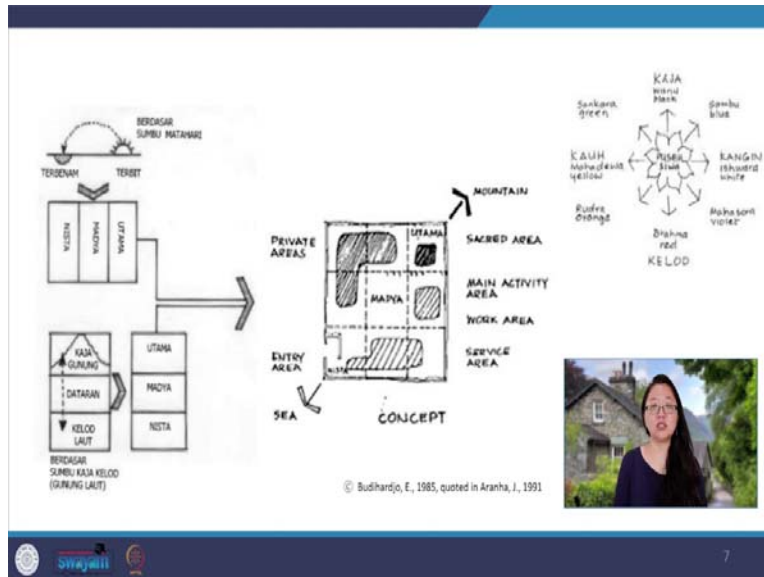 BERDASAR
SUMBU MATAHARI
TERBENAM
TERBIT
NISTA
MADYA
UTAMA
KAJA
GUNUNG
DATARAN
KELOD
LAUT
UTAMA
MADYA
NISTA
BERDASAR
SUMBU KAJA KELOD
(GUNUNG LAUT)
MOUNTAIN
PRIVATE
AREAS
UTAMA
SACRED AREA
MADYA
MAIN ACTIVITY
AREA
WORK AREA
ENTRY
AREA
NISTA
SERVICE
AREA
SEA
CONCEPT
KAJA
Black
Sankara
green
Sambu
blue
KAUH
Mahadewa
yellow
KANGIN
white
Rudra
Orange
violet
Brahma
red
KELOD
© Budihardjo, E., 1985, quoted in Aranha, J., 1991
swayam
7